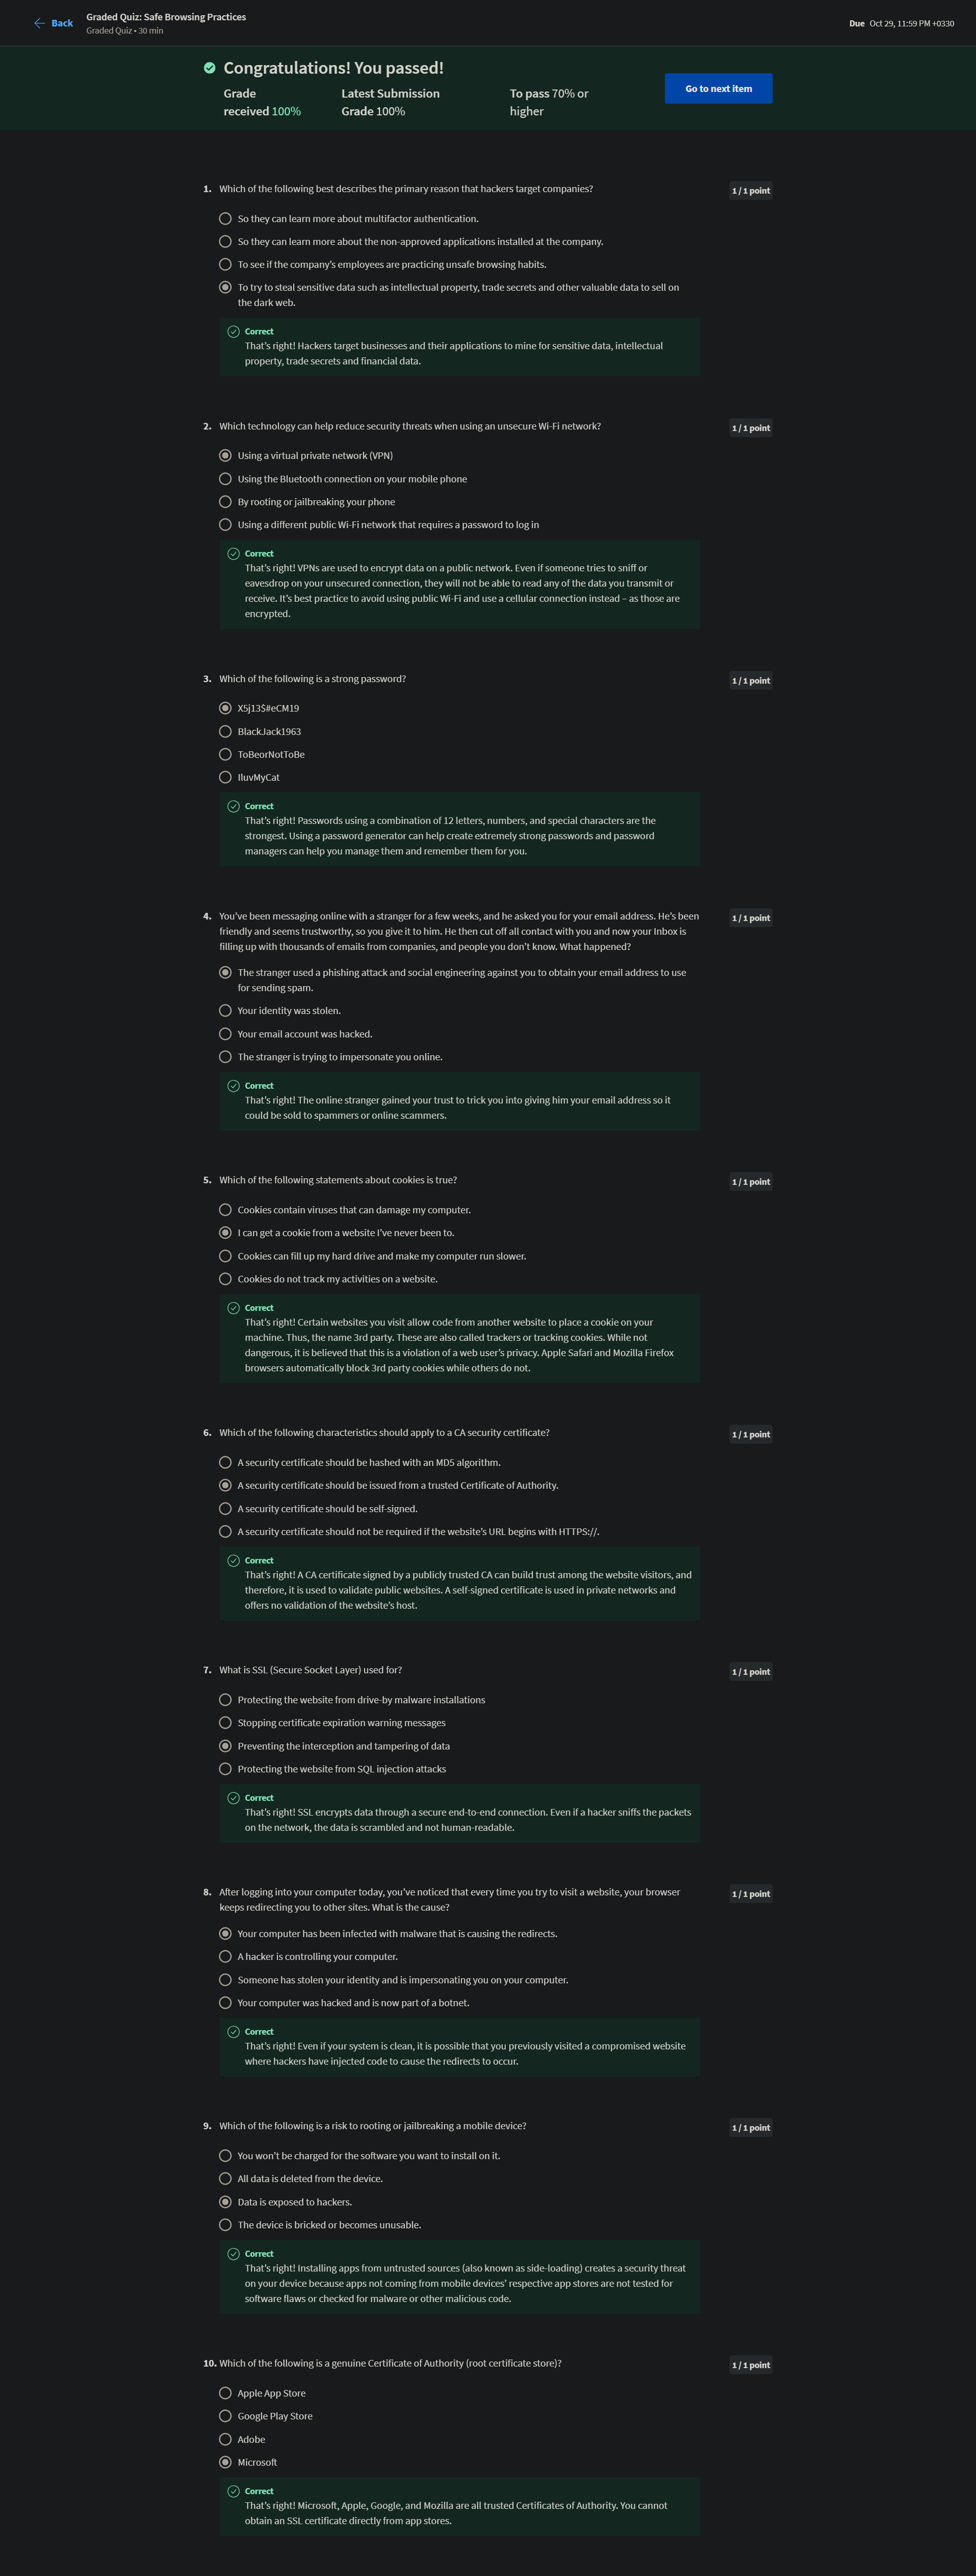 Back
Graded Quiz: Safe Browsing Practices
Graded Quiz • 30 min
Due Oct 29, 11:59 PM +0330
Congratulations! You passed!
Grade received 100%
Latest Submission Grade 100%
To pass 70% or higher
Go to next item
1. Which of the following best describes the primary reason that hackers target companies?
1 / 1 point
So they can learn more about multifactor authentication.
So they can learn more about the non-approved applications installed at the company.
To see if the company’s employees are practicing unsafe browsing habits.
To try to steal sensitive data such as intellectual property, trade secrets and other valuable data to sell on
the dark web.
Correct
That’s right! Hackers target businesses and their applications to mine for sensitive data, intellectual
property, trade secrets and financial data.
2. Which technology can help reduce security threats when using an unsecure Wi-Fi network?
1 / 1 point
Using a virtual private network (VPN)
Using the Bluetooth connection on your mobile phone
By rooting or jailbreaking your phone
Using a different public Wi-Fi network that requires a password to log in
Correct
That’s right! VPNs are used to encrypt data on a public network. Even if someone tries to sniff or
eavesdrop on your unsecured connection, they will not be able to read any of the data you transmit or
receive. It’s best practice to avoid using public Wi-Fi and use a cellular connection instead – as those are
encrypted.
3. Which of the following is a strong password?
1 / 1 point
X5j13$#eCM19
BlackJack1963
ToBeorNotToBe
IluvMyCat
Correct
That’s right! Passwords using a combination of 12 letters, numbers, and special characters are the
strongest. Using a password generator can help create extremely strong passwords and password
managers can help you manage them and remember them for you.
4. You’ve been messaging online with a stranger for a few weeks, and he asked you for your email address. He’s been
friendly and seems trustworthy, so you give it to him. He then cut off all contact with you and now your Inbox is
filling up with thousands of emails from companies, and people you don’t know. What happened?
1 / 1 point
The stranger used a phishing attack and social engineering against you to obtain your email address to use
for sending spam.
Your identity was stolen.
Your email account was hacked.
The stranger is trying to impersonate you online.
Correct
That’s right! The online stranger gained your trust to trick you into giving him your email address so it
could be sold to spammers or online scammers.
5. Which of the following statements about cookies is true?
1 / 1 point
Cookies contain viruses that can damage my computer.
I can get a cookie from a website I’ve never been to.
Cookies can fill up my hard drive and make my computer run slower.
Cookies do not track my activities on a website.
Correct
That’s right! Certain websites you visit allow code from another website to place a cookie on your
machine. Thus, the name 3rd party. These are also called trackers or tracking cookies. While not
dangerous, it is believed that this is a violation of a web user’s privacy. Apple Safari and Mozilla Firefox
browsers automatically block 3rd party cookies while others do not.
6. Which of the following characteristics should apply to a CA security certificate?
1 / 1 point
A security certificate should be hashed with an MD5 algorithm.
A security certificate should be issued from a trusted Certificate of Authority.
A security certificate should be self-signed.
A security certificate should not be required if the website’s URL begins with HTTPS://.
Correct
That’s right! A CA certificate signed by a publicly trusted CA can build trust among the website visitors, and
therefore, it is used to validate public websites. A self-signed certificate is used in private networks and
offers no validation of the website’s host.
7. What is SSL (Secure Socket Layer) used for?
1 / 1 point
Protecting the website from drive-by malware installations
Stopping certificate expiration warning messages
Preventing the interception and tampering of data
Protecting the website from SQL injection attacks
Correct
That’s right! SSL encrypts data through a secure end-to-end connection. Even if a hacker sniffs the packets
on the network, the data is scrambled and not human-readable.
8. After logging into your computer today, you’ve noticed that every time you try to visit a website, your browser
keeps redirecting you to other sites. What is the cause?
1 / 1 point
Your computer has been infected with malware that is causing the redirects.
A hacker is controlling your computer.
Someone has stolen your identity and is impersonating you on your computer.
Your computer was hacked and is now part of a botnet.
Correct
That’s right! Even if your system is clean, it is possible that you previously visited a compromised website
where hackers have injected code to cause the redirects to occur.
9. Which of the following is a risk to rooting or jailbreaking a mobile device?
1 / 1 point
You won’t be charged for the software you want to install on it.
All data is deleted from the device.
Data is exposed to hackers.
The device is bricked or becomes unusable.
Correct
That’s right! Installing apps from untrusted sources (also known as side-loading) creates a security threat
on your device because apps not coming from mobile devices’ respective app stores are not tested for
software flaws or checked for malware or other malicious code.
10. Which of the following is a genuine Certificate of Authority (root certificate store)?
1 / 1 point
Apple App Store
Google Play Store
Adobe
Microsoft
Correct
That’s right! Microsoft, Apple, Google, and Mozilla are all trusted Certificates of Authority. You cannot
obtain an SSL certificate directly from app stores.